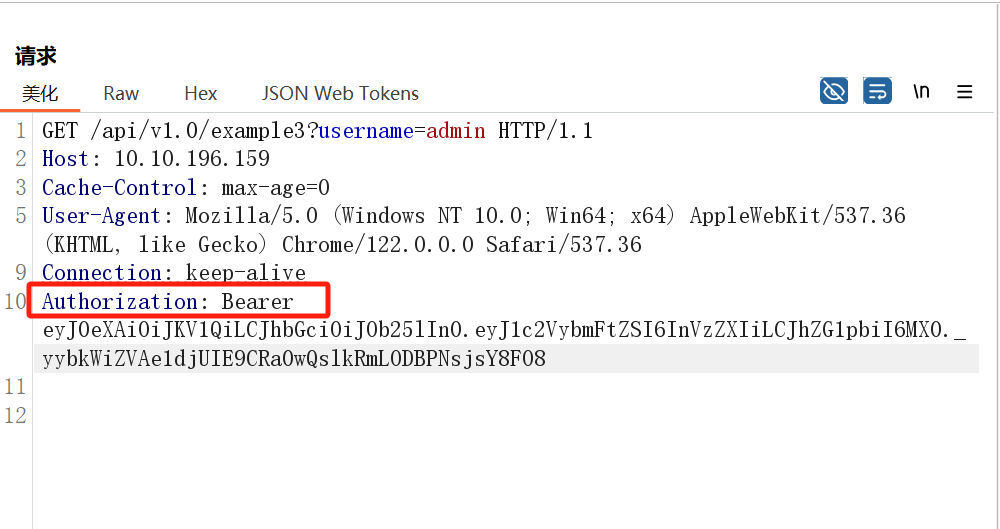 请求
美化 Raw Hex JSON Web Tokens \n
1 GET /api/v1.0/example3?username=admin HTTP/1.1
2 Host: 10.10.196.159
3 Cache-Control: max-age=0
5 User-Agent: Mozilla/5.0 (Windows NT 10.0; Win64; x64) AppleWebKit/537.36
(KHTML, like Gecko) Chrome/122.0.0.0 Safari/537.36
9 Connection: keep-alive
10 Authorization: Bearer
eyJ0eXAiOiJKV1QiLCJhbGciOiJOb25lIn0.eyJ1c2VybmFtZSI6InVzZXIiLCJhZG1pbiI6MX0._
yybkWiZVAe1djUIE9CRa0wQslkRmLODBPNsjsY8FO8
11
12